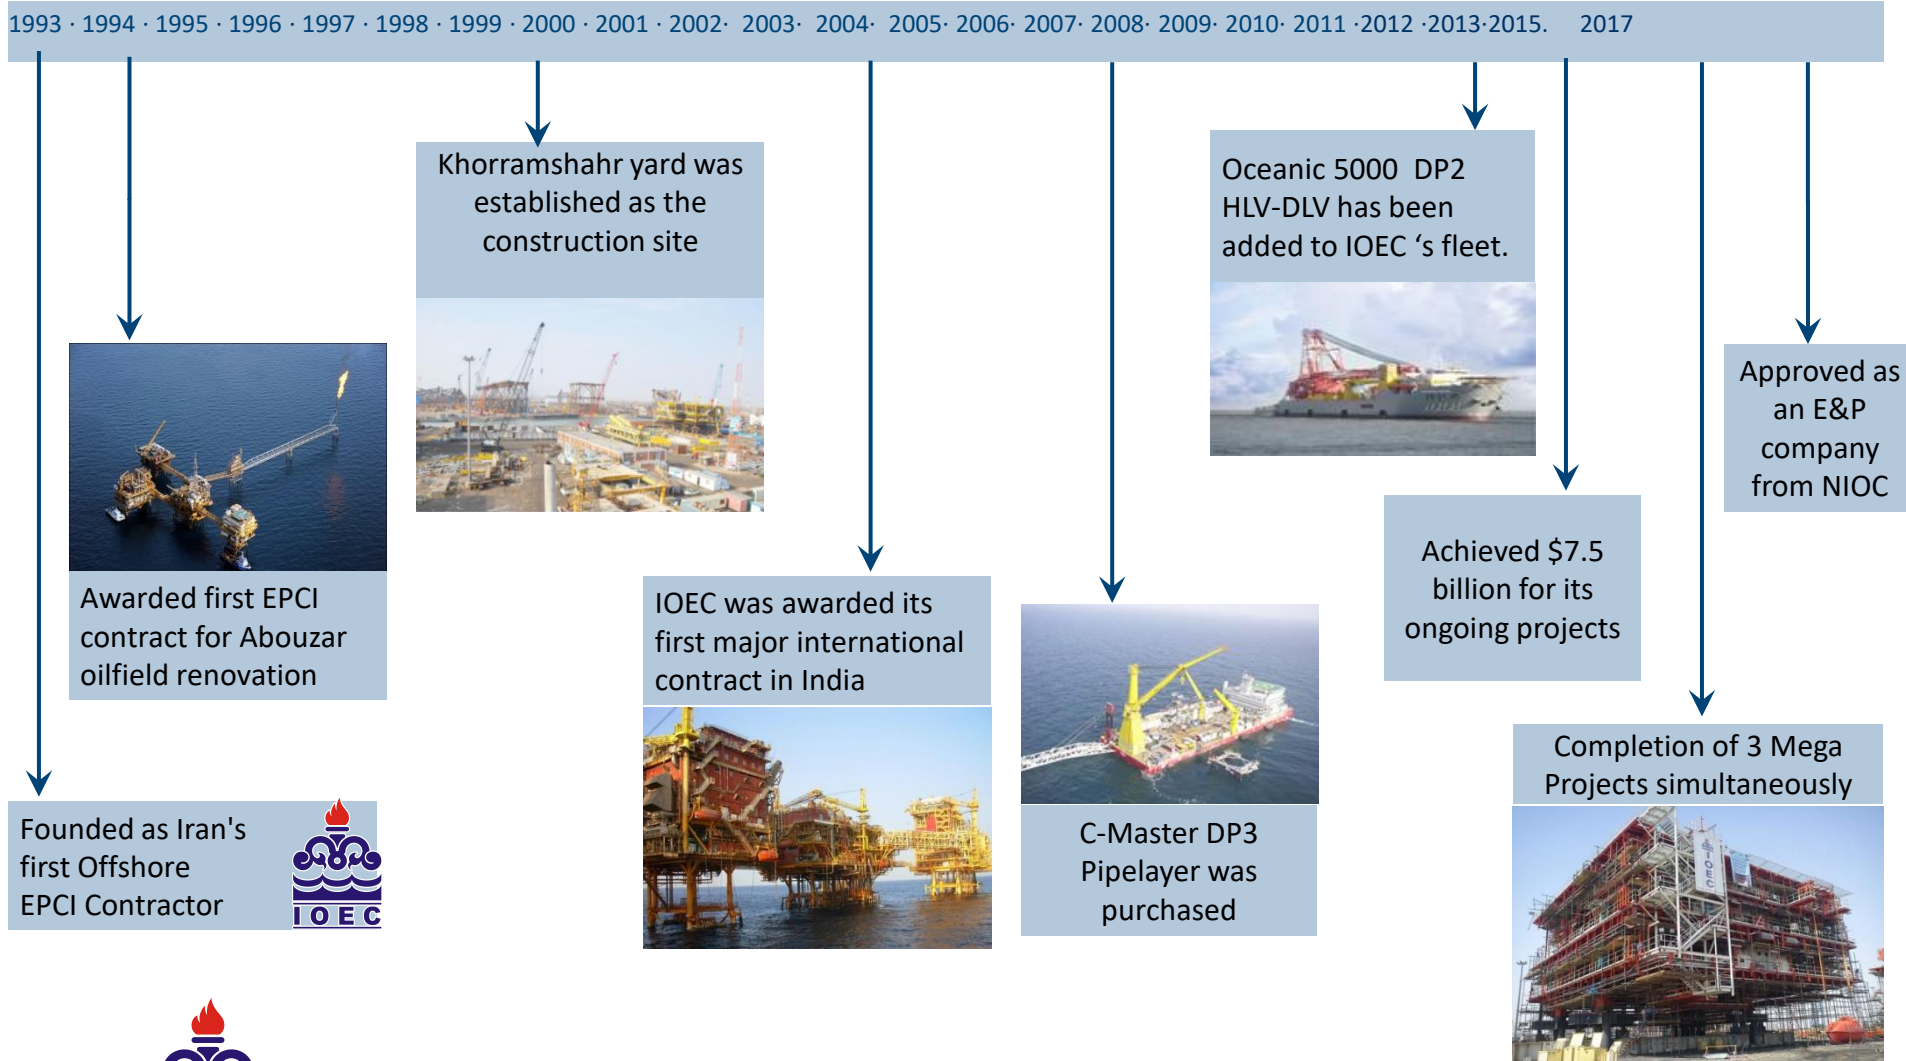 1993 · 1994 · 1995 · 1996 · 1997 · 1998 · 1999 · 2000 · 2001 · 2002· 2003· 2004· 2005· 2006· 2007· 2008· 2009· 2010· 2011 ·2012 ·2013·2015. 2017
Khorramshahr yard was
established as the
construction site
Oceanic 5000 DP2
HLV-DLV has been
added to IOEC ‘s fleet.
Approved as
an E&P
company
from NIOC
Achieved $7.5
billion for its
ongoing projects
Awarded first EPCI
contract for Abouzar
oilfield renovation
IOEC was awarded its
first major international
contract in India
Completion of 3 Mega
Projects simultaneously
IOEC
Founded as Iran's
first Offshore
EPCI Contractor
IOEC
C-Master DP3
Pipelayer was
purchased